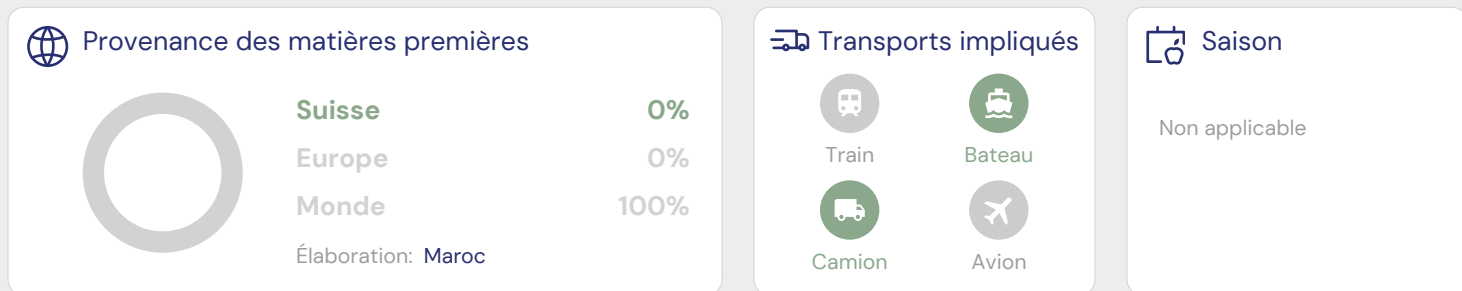 Provenance des matières premières
Suisse 0%
Europe 0%
Monde 100%
Élaboration: Maroc
Transports impliqués
Train Bateau
Camion Avion
Saison
Non applicable